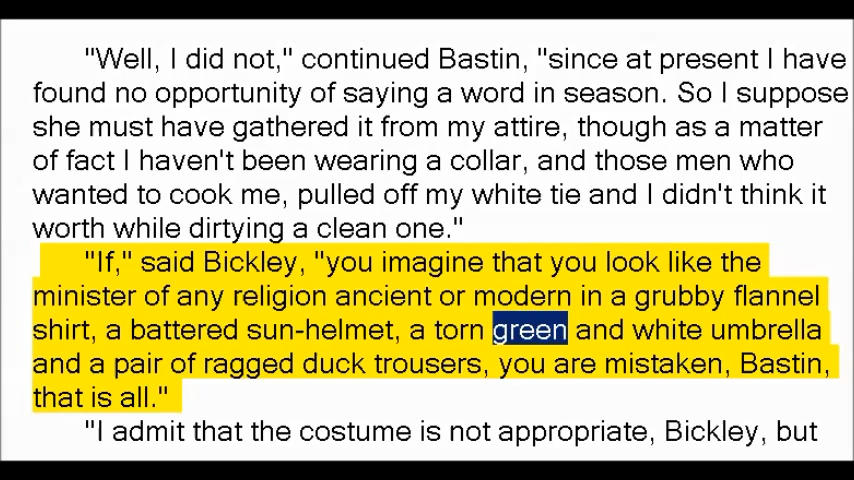 "Well, I did not," continued Bastin, "since at present I have
found no opportunity of saying a word in season. So I suppose
she must have gathered it from my attire, though as a matter
of fact I haven't been wearing a collar, and those men who
wanted to cook me, pulled off my white tie and I didn't think it
worth while dirtying a clean one."
"If," said Bickley, "you imagine that you look like the
minister of any religion ancient or modern in a grubby flannel
shirt, a battered sun-helmet, a torn green and white umbrella
and a pair of ragged duck trousers, you are mistaken, Bastin,
that is all."
"I admit that the costume is not appropriate, Bickley, but